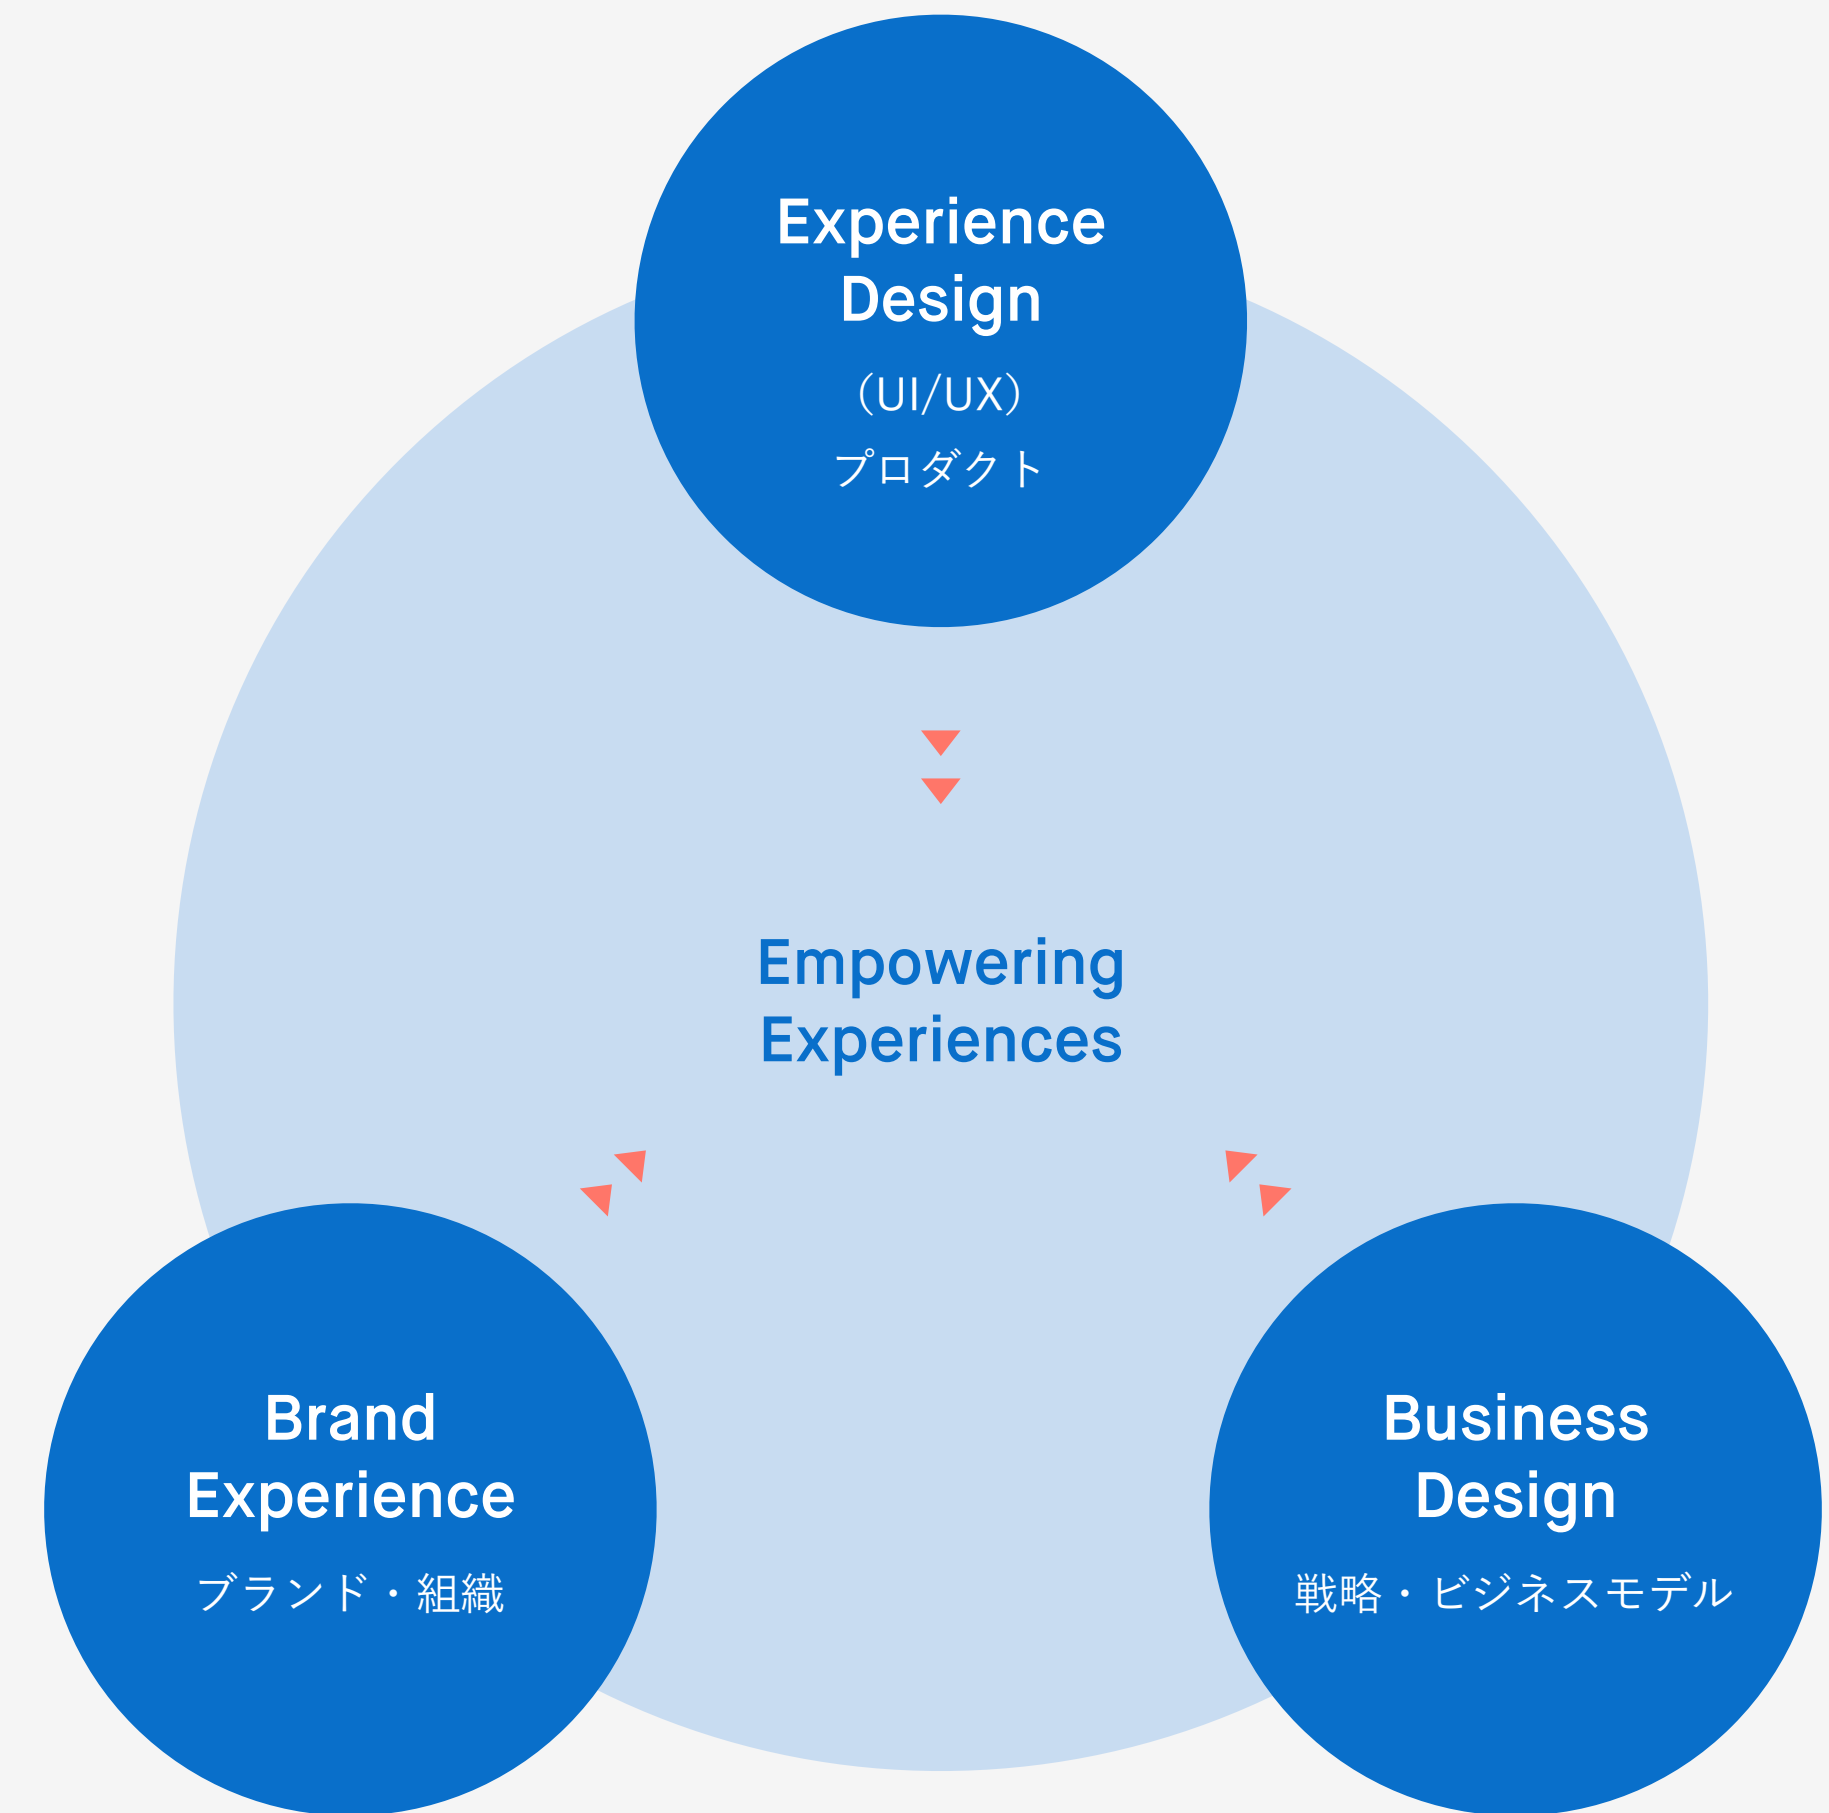 Experience
Design
（UI/UX）
プロダクト
Empowering
Experiences
Brand
Experience
ブランド・組織
Business
Design
戦略・ビジネスモデル